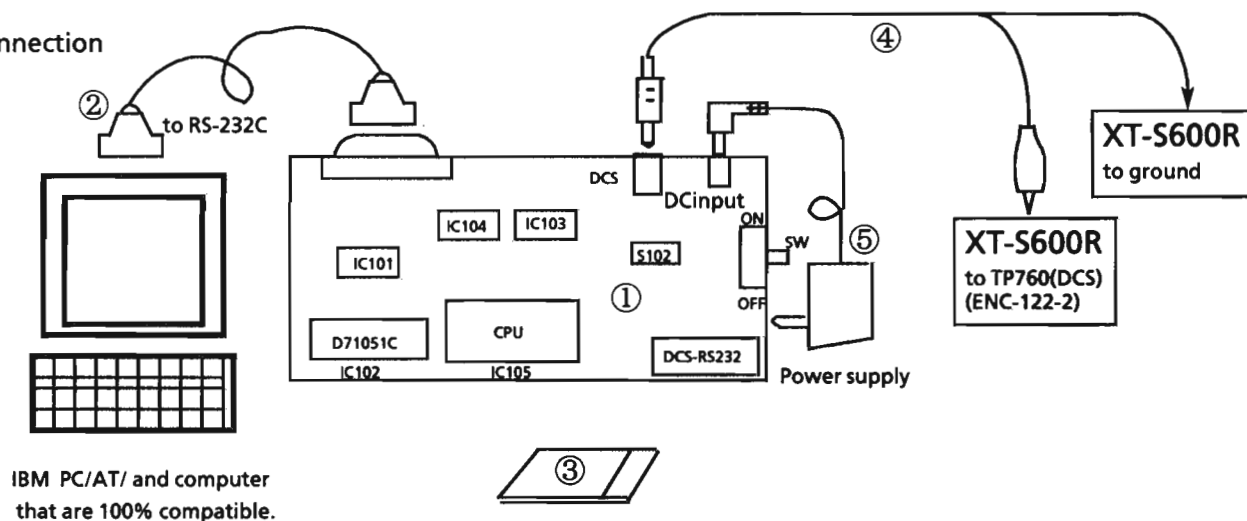 nnection
②
to RS-232C
④
XT-S600R
to ground
DCS
DCinput
IC104
IC103
ON
SW
⑤
IC101
S102
XT-S600R
to TP760(DCS)
(ENC-122-2)
①
OFF
D71051C
CPU
DCS-RS232
IC102
IC105
Power supply
③
IBM PC/AT/ and computer
that are 100% compatible.